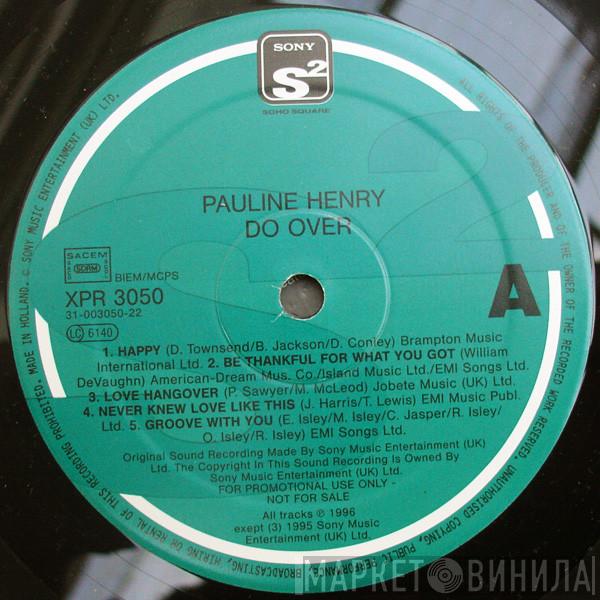 SONY
S2
SOHO SQUARE
PAULINE HENRY
DO OVER
SACEM
SDRM
BIEM/MCPS
XPR 3050
31-003050-22
LC 6140
A
1. HAPPY (D. Townsend/B. Jackson/D. Conley) Brampton Music
International Ltd. 2. BE THANKFUL FOR WHAT YOU GOT (William
DeVaughn) American-Dream Mus. Co./Island Music Ltd./EMI Songs Ltd.
3. LOVE HANGOVER (P. Sawyer/M. McLeod) Jobete Music (UK) Ltd.
4. NEVER KNEW LOVE LIKE THIS (J. Harris/T. Lewis) EMI Music Publ.
Ltd. 5. GROOVE WITH YOU (E. Isley/M. Isley/C. Jasper/R. Isley/
O. Isley/R. Isley) EMI Songs Ltd.
Original Sound Recording Made By Sony Music Entertainment (UK)
Ltd. The Copyright In This Sound Recording Is Owned By
Sony Music Entertainment (UK) Ltd.
FOR PROMOTIONAL USE ONLY -
NOT FOR SALE
All tracks ℗ 1996
exept (3) 1995 Sony Music
Entertainment (UK) Ltd.
ALL RIGHTS OF THE PRODUCER AND OF THE OWNER OF THE RECORDED WORK RESERVED. UNAUTHORISED COPYING, PUBLIC PERFORMANCE, BROADCASTING, HIRING OR RENTAL OF THIS RECORDING PROHIBITED. MADE IN HOLLAND. © SONY MUSIC ENTERTAINMENT (UK) LTD.
МАРКЕТ ВИНИЛА